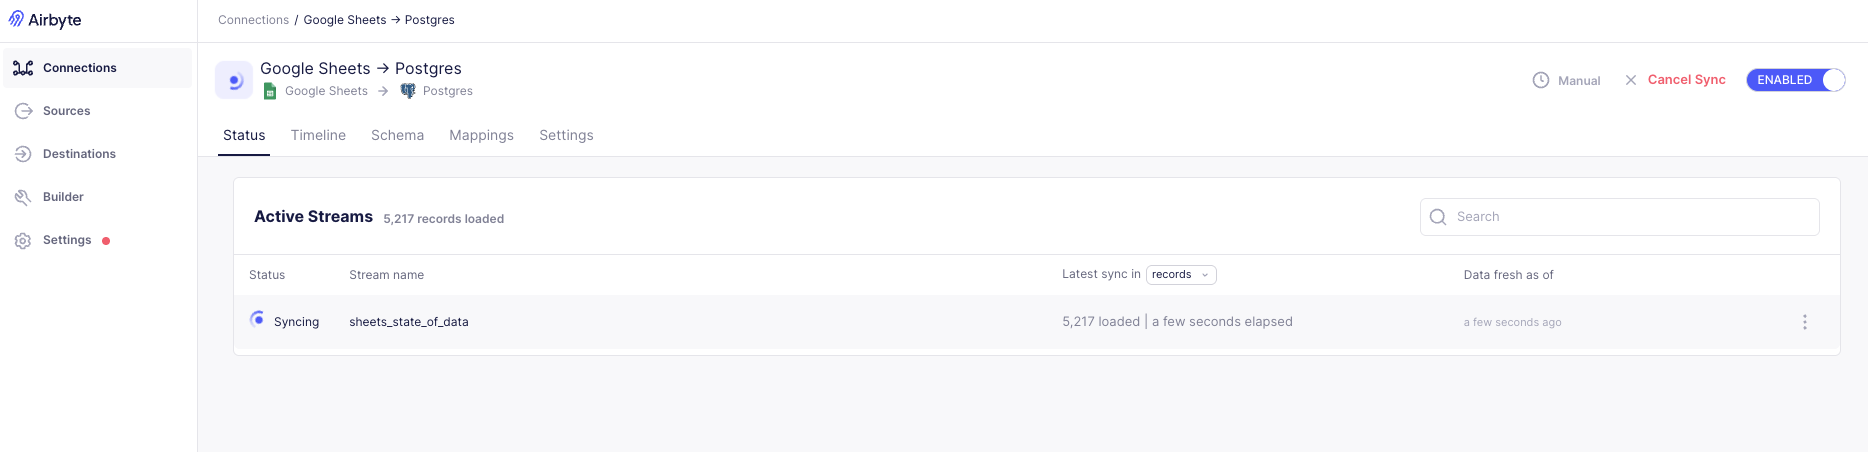 Airbyte
Connections / Google Sheets → Postgres
Connections
Sources
Destinations
Builder
Settings
Google Sheets → Postgres
Google Sheets → Postgres
Manual
Cancel Sync
ENABLED
Status Timeline Schema Mappings Settings
Active Streams 5,217 records loaded
Search
Status Stream name Latest sync in records Data fresh as of
Syncing sheets_state_of_data 5,217 loaded | a few seconds elapsed a few seconds ago